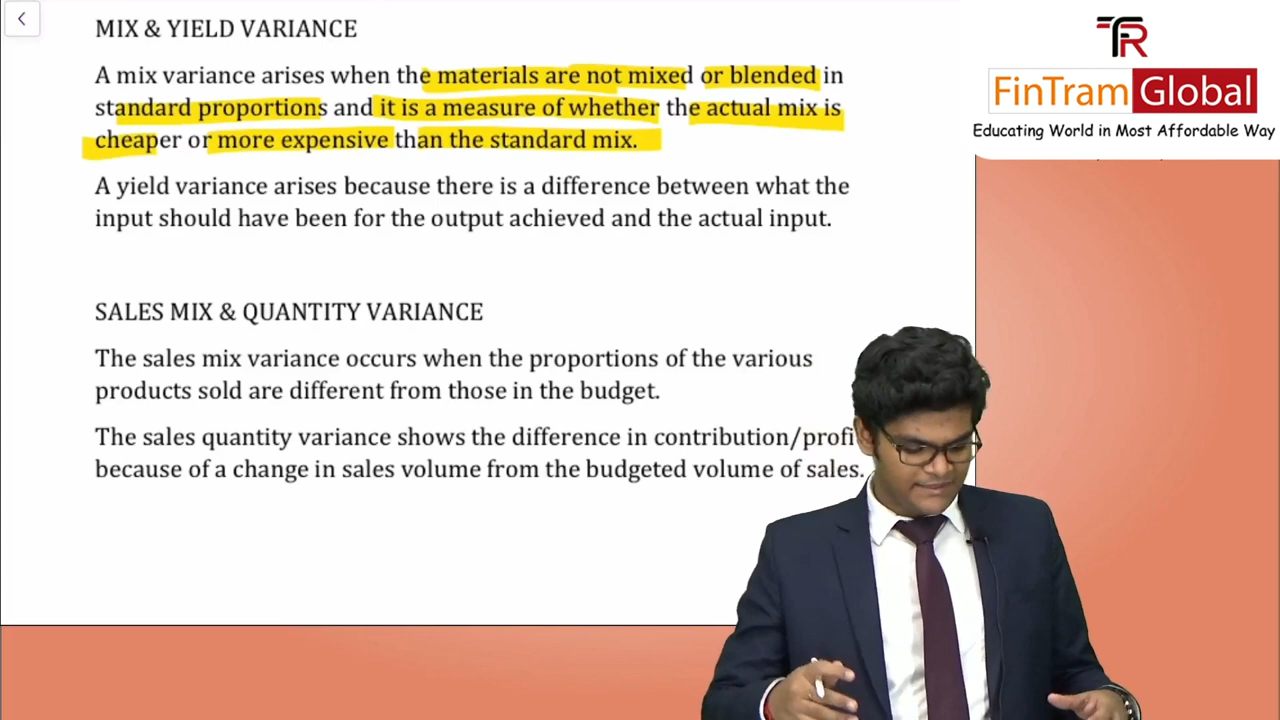 MIX & YIELD VARIANCE
A mix variance arises when the materials are not mixed or blended in
standard proportions and it is a measure of whether the actual mix is
cheaper or more expensive than the standard mix.
A yield variance arises because there is a difference between what the
input should have been for the output achieved and the actual input.
SALES MIX & QUANTITY VARIANCE
The sales mix variance occurs when the proportions of the various
products sold are different from those in the budget.
The sales quantity variance shows the difference in contribution/profi
because of a change in sales volume from the budgeted volume of sales.
FinTram Global
Educating World in Most Affordable Way